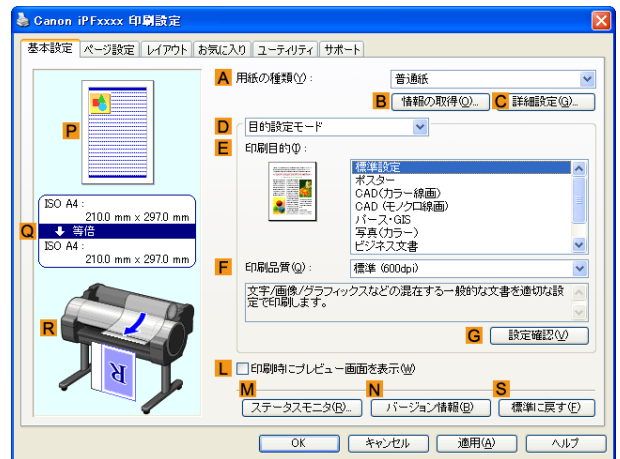 Canon iPFxxxx 印刷設定
基本設定 ページ設定 レイアウト お気に入り ユーティリティ サポート
A 用紙の種類(Y): 普通紙
B 情報の取得(O)... C 詳細設定(G)...
P
D 目的設定モード
E 印刷目的(I):
標準設定
ポスター
CAD(カラー線画)
CAD(モノクロ線画)
パース・GIS
写真(カラー)
ビジネス文書
ISO A4 :
210.0 mm x 297.0 mm
Q 等倍
ISO A4 :
210.0 mm x 297.0 mm
F 印刷品質(Q): 標準 (600dpi)
文字/画像/グラフィックスなどの混在する一般的な文書を適切な設
定で印刷します。
R
G 設定確認(V)
R
L 印刷時にプレビュー画面を表示(W)
M N S
ステータスモニタ(R)... バージョン情報(B) 標準に戻す(F)
OK キャンセル 適用(A) ヘルプ